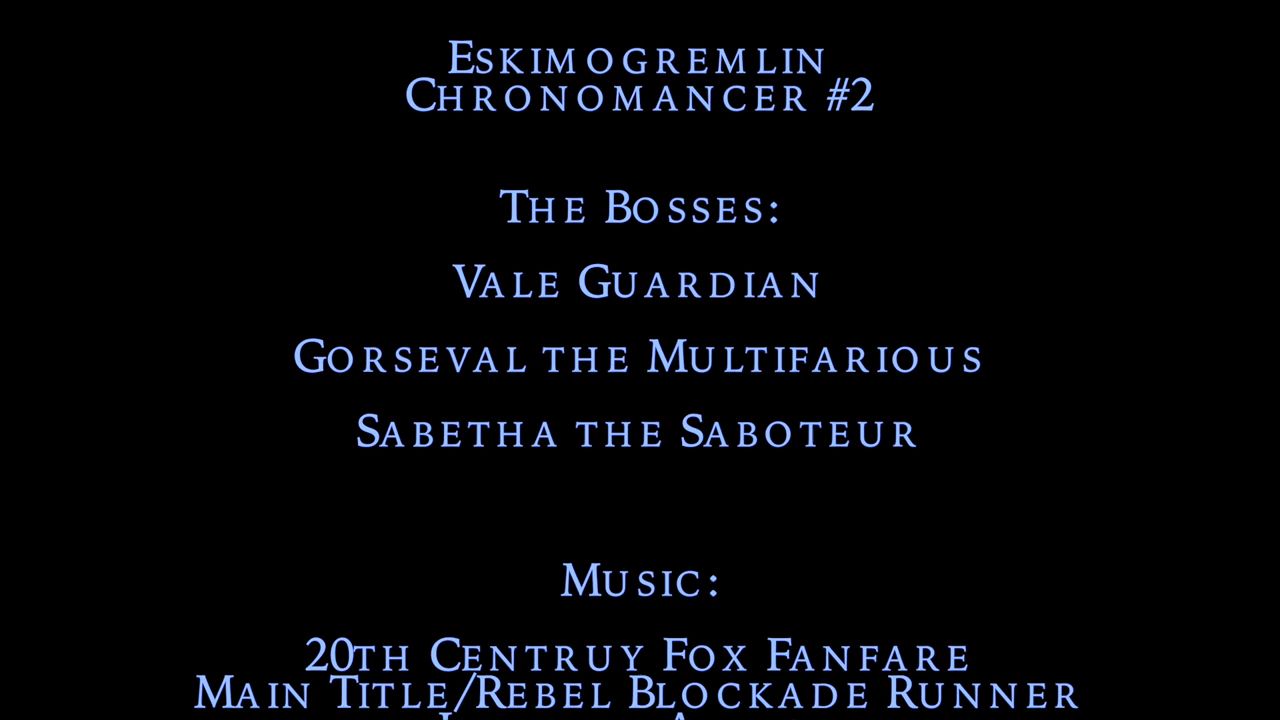 Eskimogremlin
Chronomancer #2
The Bosses:
Vale Guardian
Gorseval the Multifarious
Sabetha the Saboteur
Music:
20th Centruy Fox Fanfare
Main Title/Rebel Blockade Runner